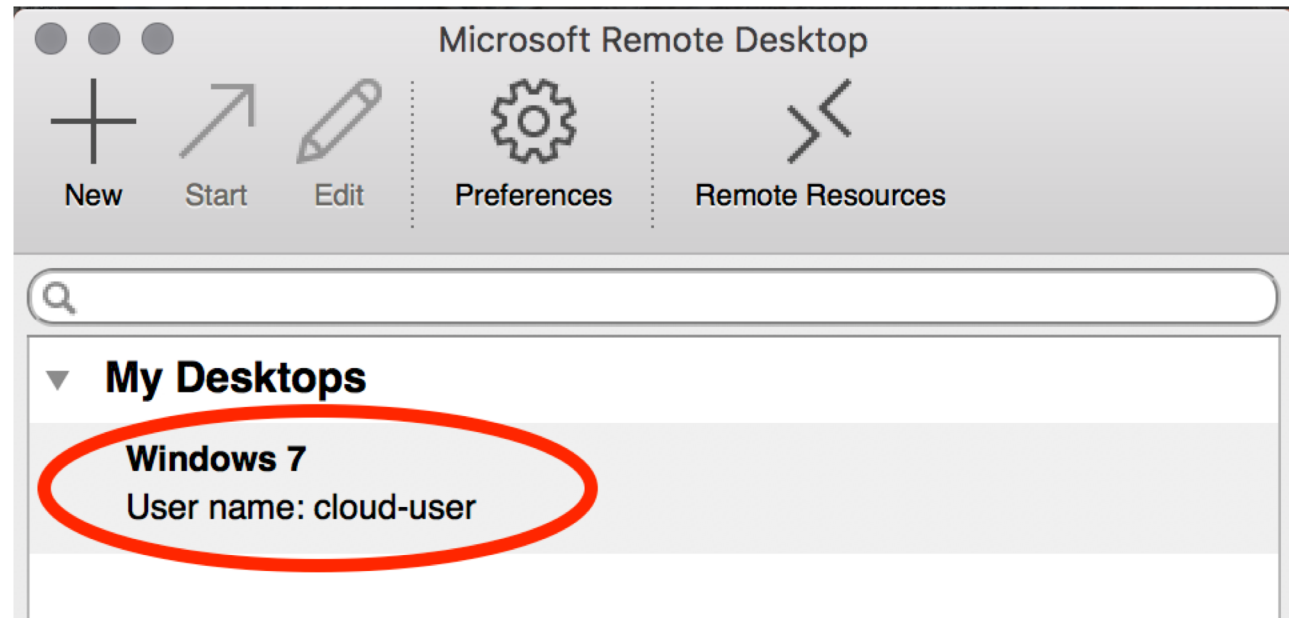 Microsoft Remote Desktop
New Start Edit Preferences Remote Resources
My Desktops
Windows 7
User name: cloud-user